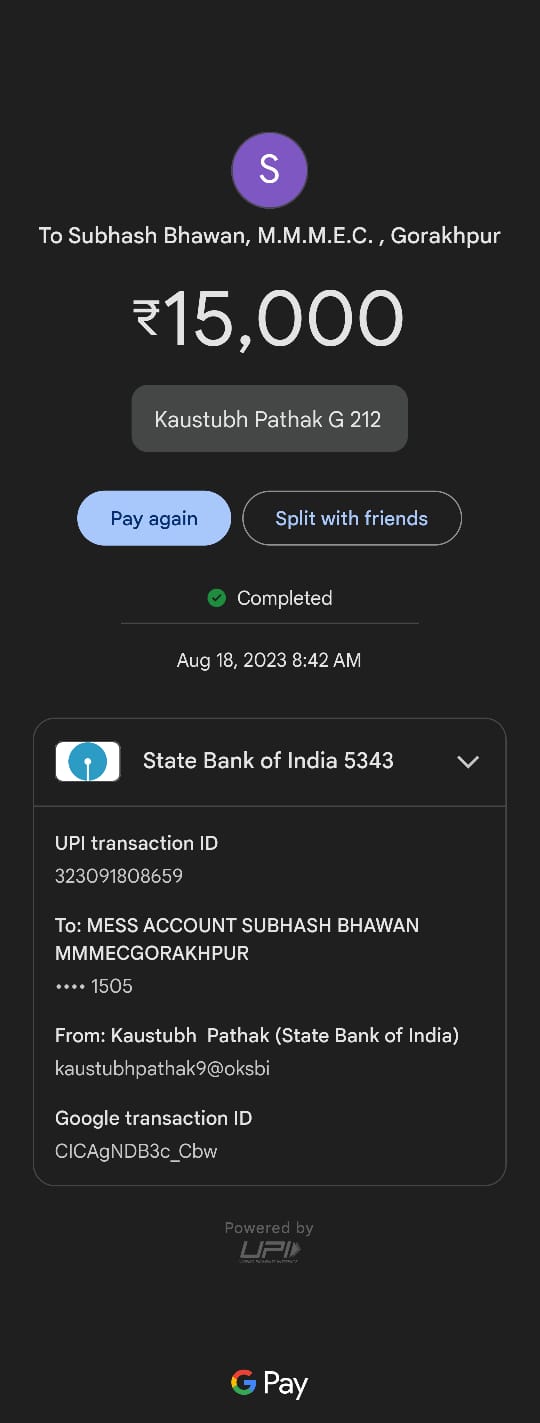 S
To Subhash Bhawan, M.M.M.E.C. , Gorakhpur
₹15,000
Kaustubh Pathak G 212
Pay again
Split with friends
Completed
Aug 18, 2023 8:42 AM
State Bank of India 5343
UPI transaction ID
323091808659
To: MESS ACCOUNT SUBHASH BHAWAN
MMMECGORAKHPUR
•••• 1505
From: Kaustubh  Pathak (State Bank of India)
kaustubhpathak9@oksbi
Google transaction ID
CICAgNDB3c_Cbw
Powered by
UPI
G Pay